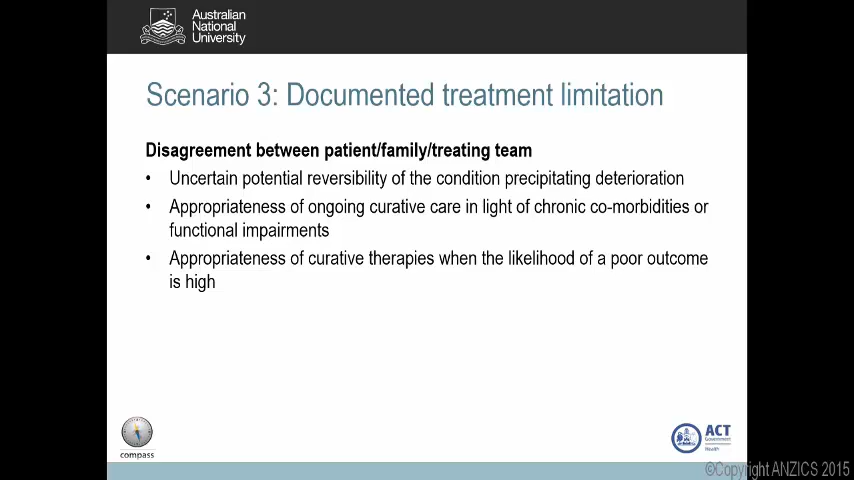 Australian
National
University
Scenario 3: Documented treatment limitation
Disagreement between patient/family/treating team
• Uncertain potential reversibility of the condition precipitating deterioration
• Appropriateness of ongoing curative care in light of chronic co-morbidities or
functional impairments
• Appropriateness of curative therapies when the likelihood of a poor outcome
is high
compass
ACT
Government
Health
©Copyright ANZICS 2015